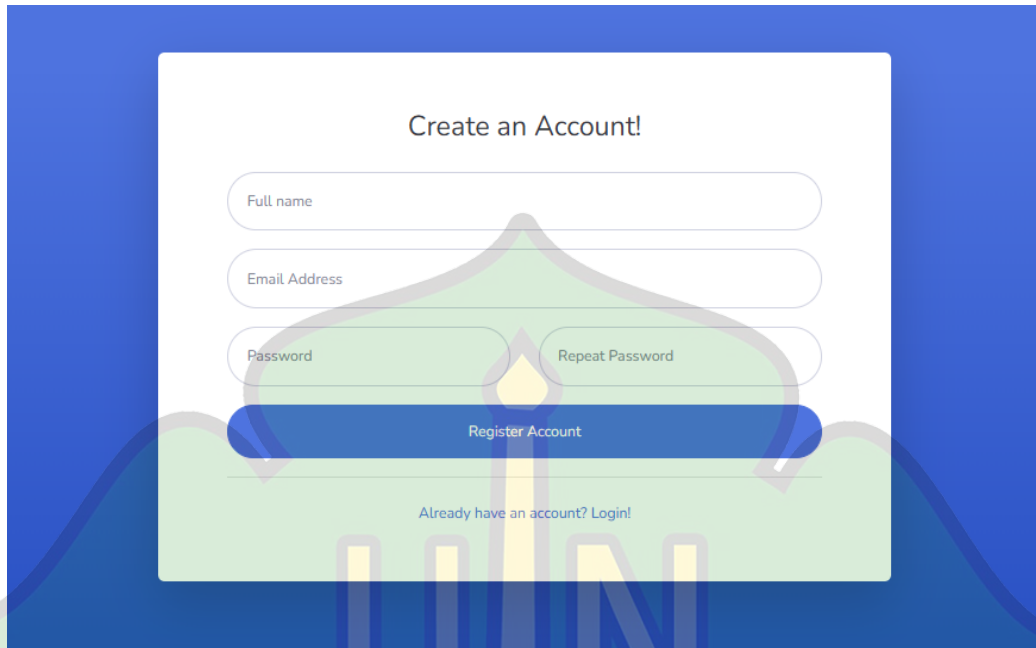 Create an Account!
Full name
Email Address
Password Repeat Password
Register Account
Already have an account? Login!
UIN